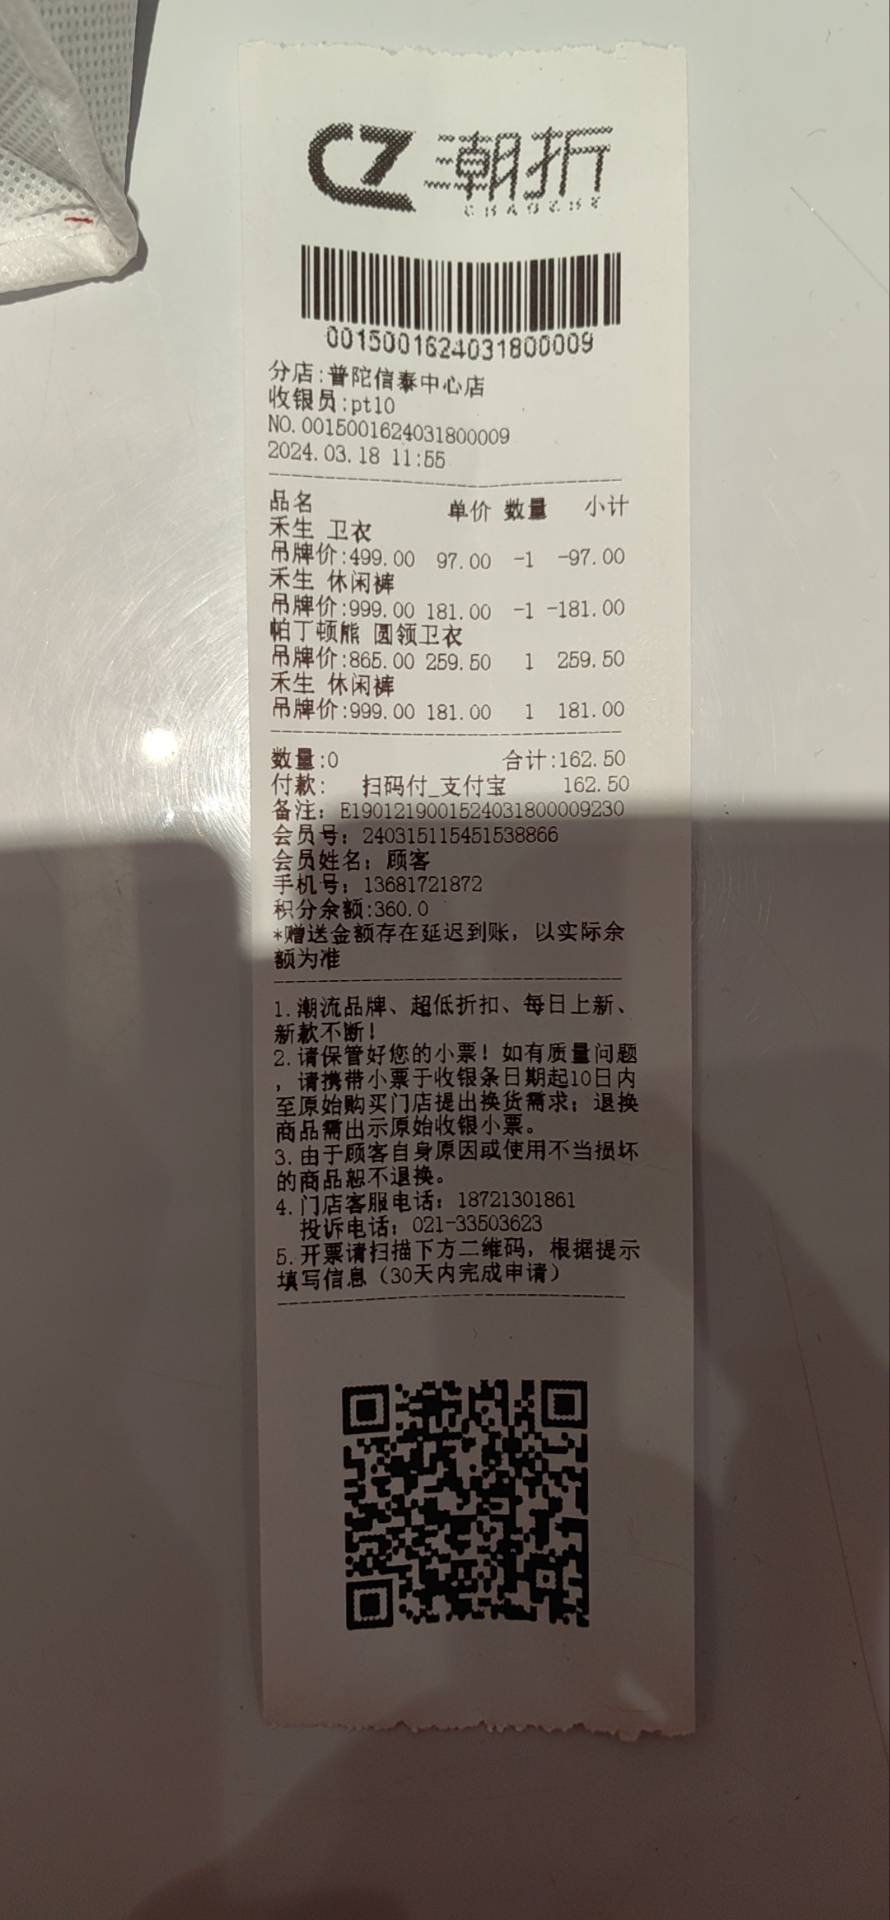 CZ 潮折
CHAOZHE
0015001624031800009
分店:普陀信泰中心店
收银员:pt10
NO.0015001624031800009
2024.03.18 11:55
品名 单价 数量 小计
禾生 卫衣
吊牌价:499.00 97.00 -1 -97.00
禾生 休闲裤
吊牌价:999.00 181.00 -1 -181.00
帕丁顿熊 圆领卫衣
吊牌价:865.00 259.50 1 259.50
禾生 休闲裤
吊牌价:999.00 181.00 1 181.00
数量:0 合计:162.50
付款: 扫码付_支付宝 162.50
备注: E1901219001524031800009230
会员号: 240315115451538866
会员姓名: 顾客
手机号: 13681721872
积分余额:360.0
*赠送金额存在延迟到账，以实际余
额为准
1.潮流品牌、超低折扣、每日上新、
新款不断!
2.请保管好您的小票! 如有质量问题
，请携带小票于收银条日期起10日内
至原始购买门店提出换货需求; 退换
商品需出示原始收银小票。
3.由于顾客自身原因或使用不当损坏
的商品恕不退换。
4.门店客服电话: 18721301861
投诉电话: 021-33503623
5.开票请扫描下方二维码，根据提示
填写信息（30天内完成申请）